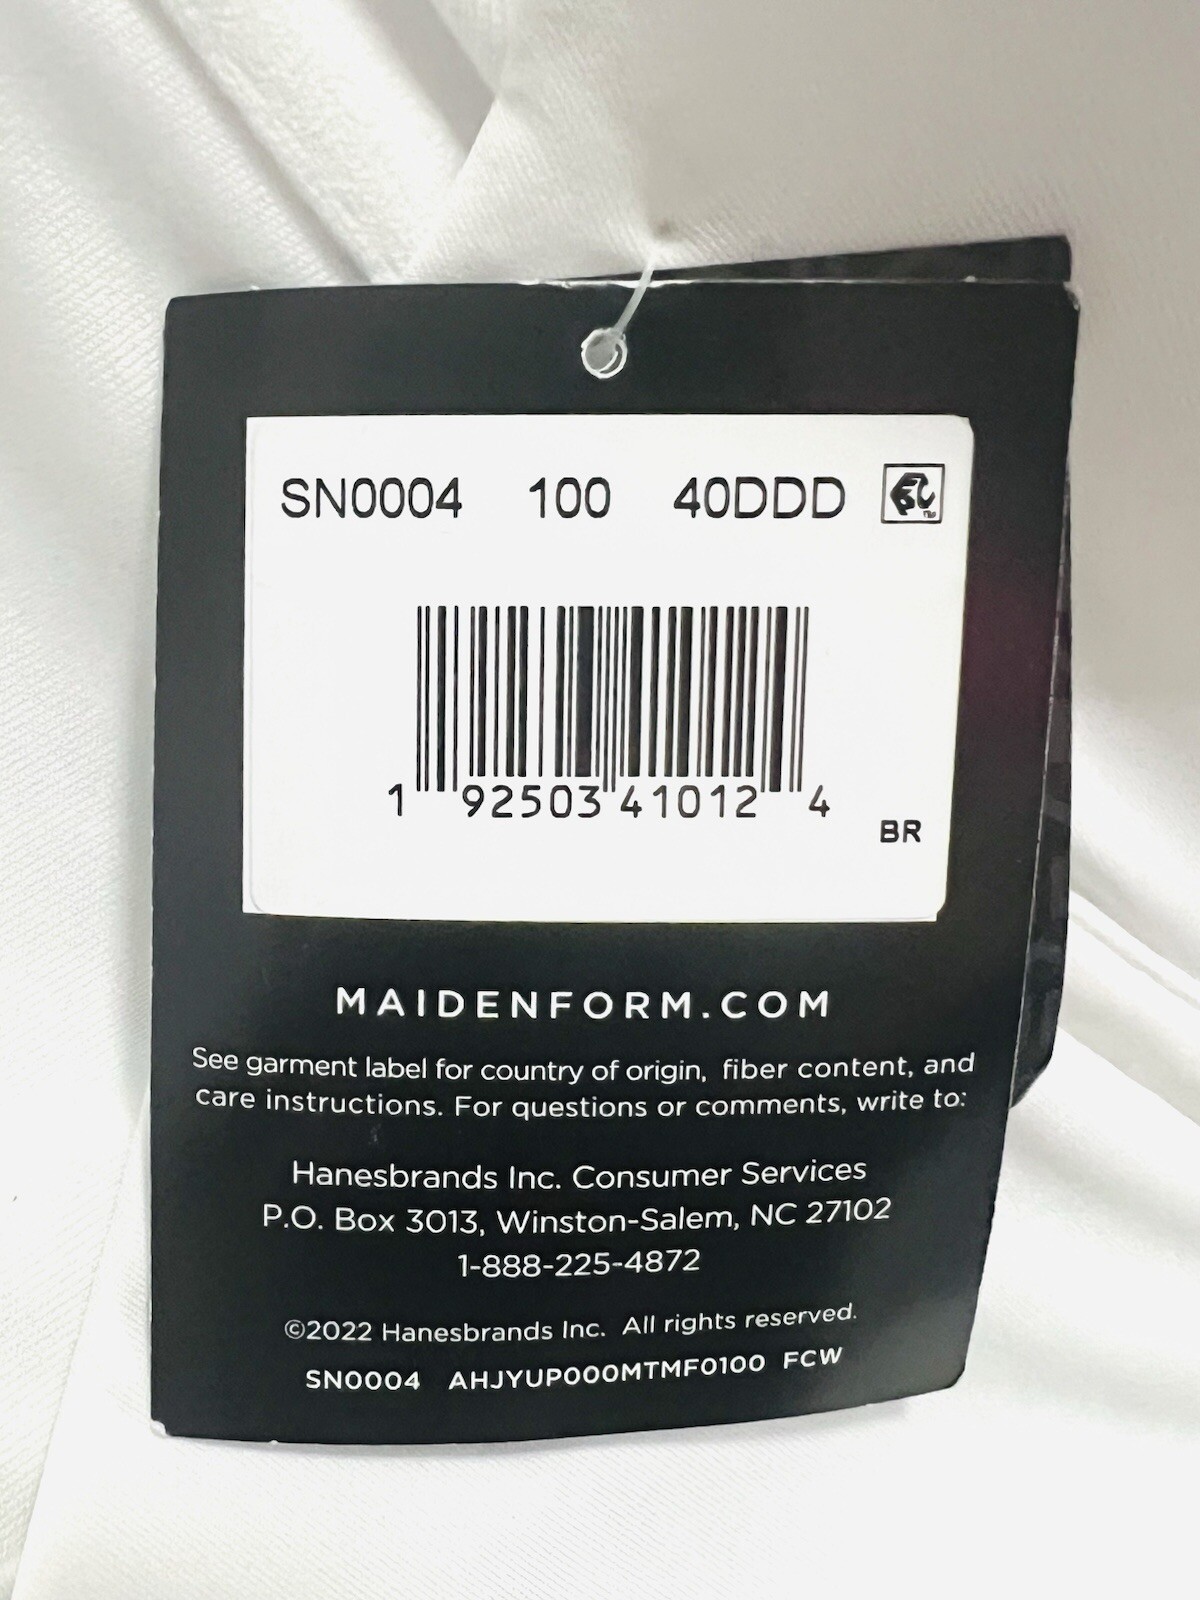 SN0004 100 40DDD
1 92503 41012 4
BR
MAIDENFORM.COM
See garment label for country of origin, fiber content, and
care instructions. For questions or comments, write to:
Hanesbrands Inc. Consumer Services
P.O. Box 3013, Winston-Salem, NC 27102
1-888-225-4872
©2022 Hanesbrands Inc. All rights reserved.
SN0004 AHJYUP000MTMF0100 FCW